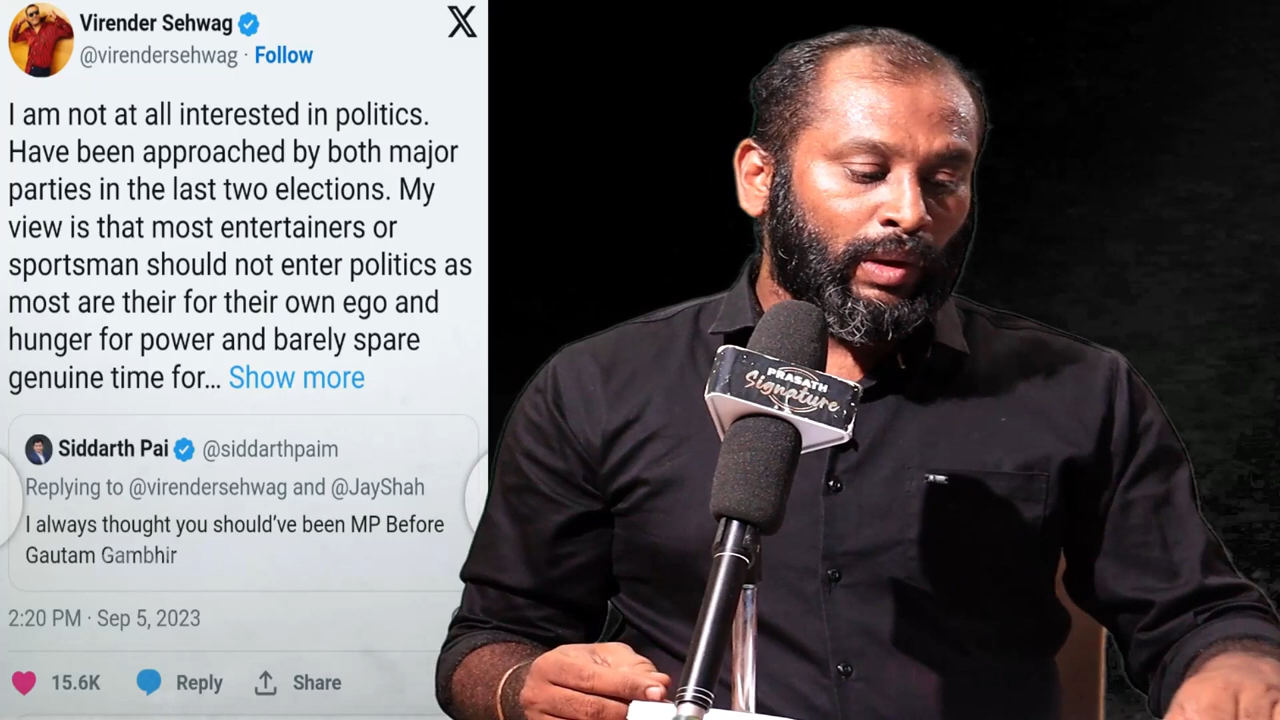 Virender Sehwag
@virendersehwag · Follow
I am not at all interested in politics.
Have been approached by both major
parties in the last two elections. My
view is that most entertainers or
sportsman should not enter politics as
most are their for their own ego and
hunger for power and barely spare
genuine time for... Show more
Siddarth Pai @siddarthpaim
Replying to @virendersehwag and @JayShah
I always thought you should've been MP Before
Gautam Gambhir
2:20 PM · Sep 5, 2023
15.6K Reply Share
PRASATH
Signature